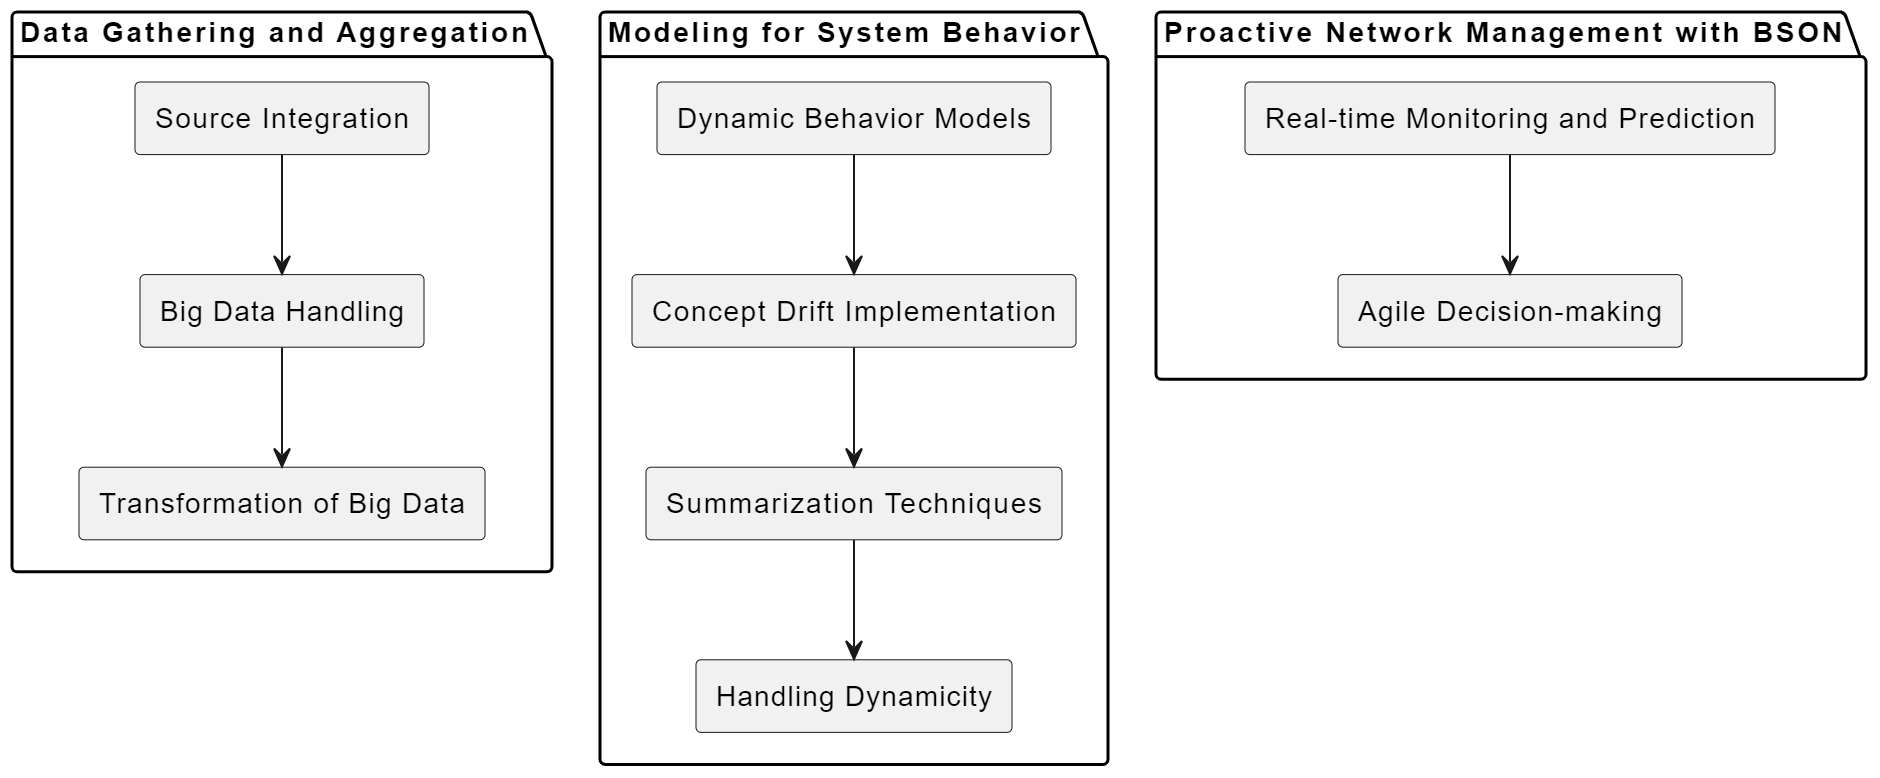 Data Gathering and Aggregation
Source Integration
Big Data Handling
Transformation of Big Data
Modeling for System Behavior
Dynamic Behavior Models
Concept Drift Implementation
Summarization Techniques
Handling Dynamicity
Proactive Network Management with BSON
Real-time Monitoring and Prediction
Agile Decision-making